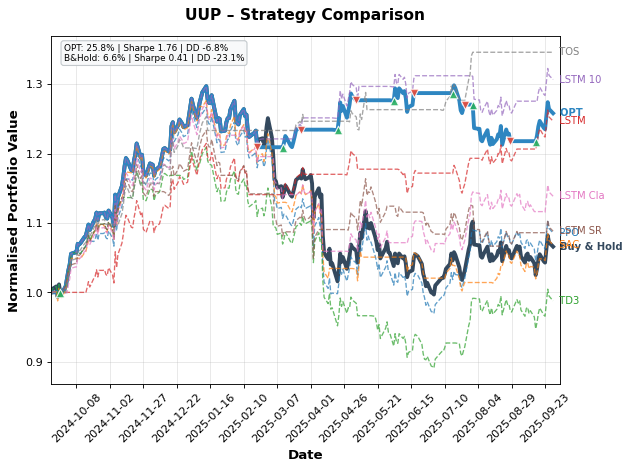 UUP – Strategy Comparison
OPT: 25.8% | Sharpe 1.76 | DD -6.8%
B&Hold: 6.6% | Sharpe 0.41 | DD -23.1%
TOS
LSTM 10
OPT
LSTM
LSTM Cla
LSTM SR
Buy & Hold
TD3
Normalised Portfolio Value
1.3
1.2
1.1
1.0
0.9
2024-10-08
2024-11-02
2024-11-27
2024-12-22
2025-01-16
2025-02-10
2025-03-07
2025-04-01
2025-04-26
2025-05-21
2025-06-15
2025-07-10
2025-08-04
2025-08-29
2025-09-23
Date